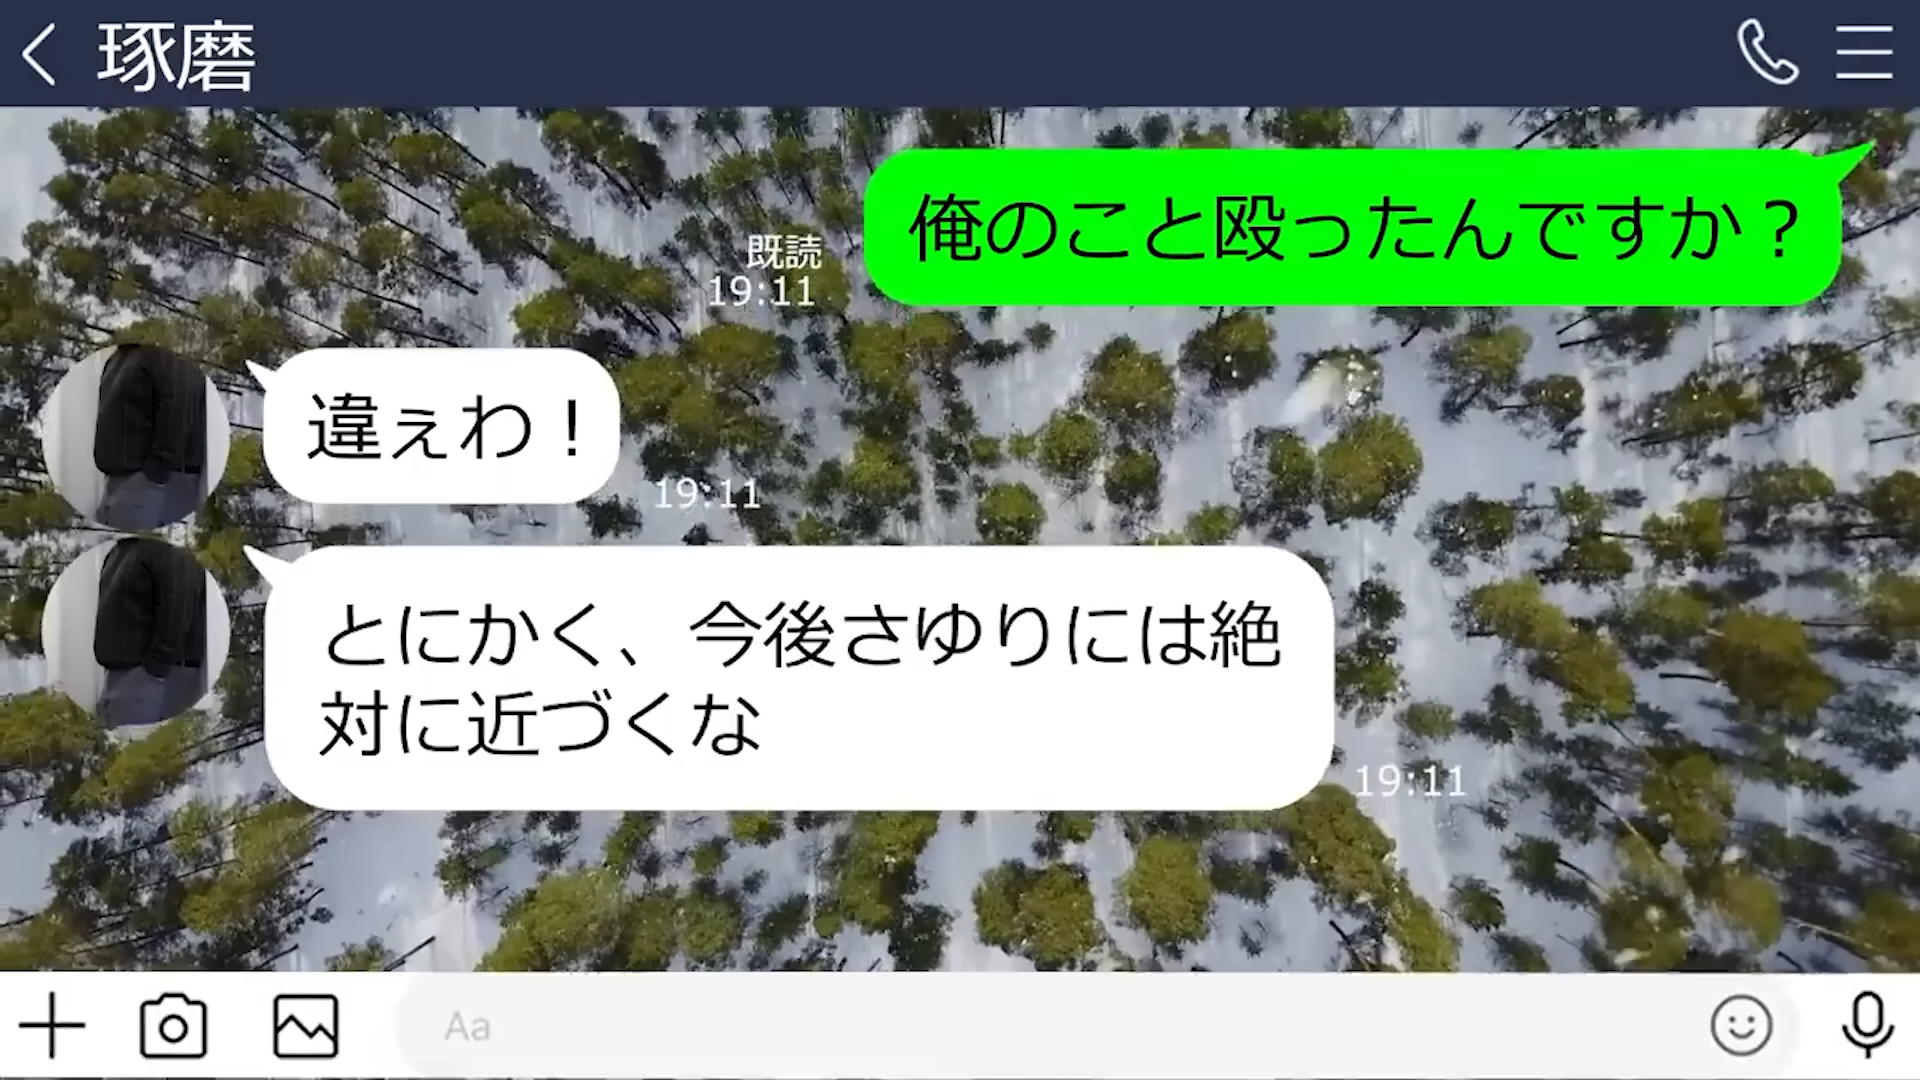 琢磨
俺のこと殴ったんですか？
既読
19:11
違ぇわ！
19:11
とにかく、今後さゆりには絶
対に近づくな
19:11
Aa